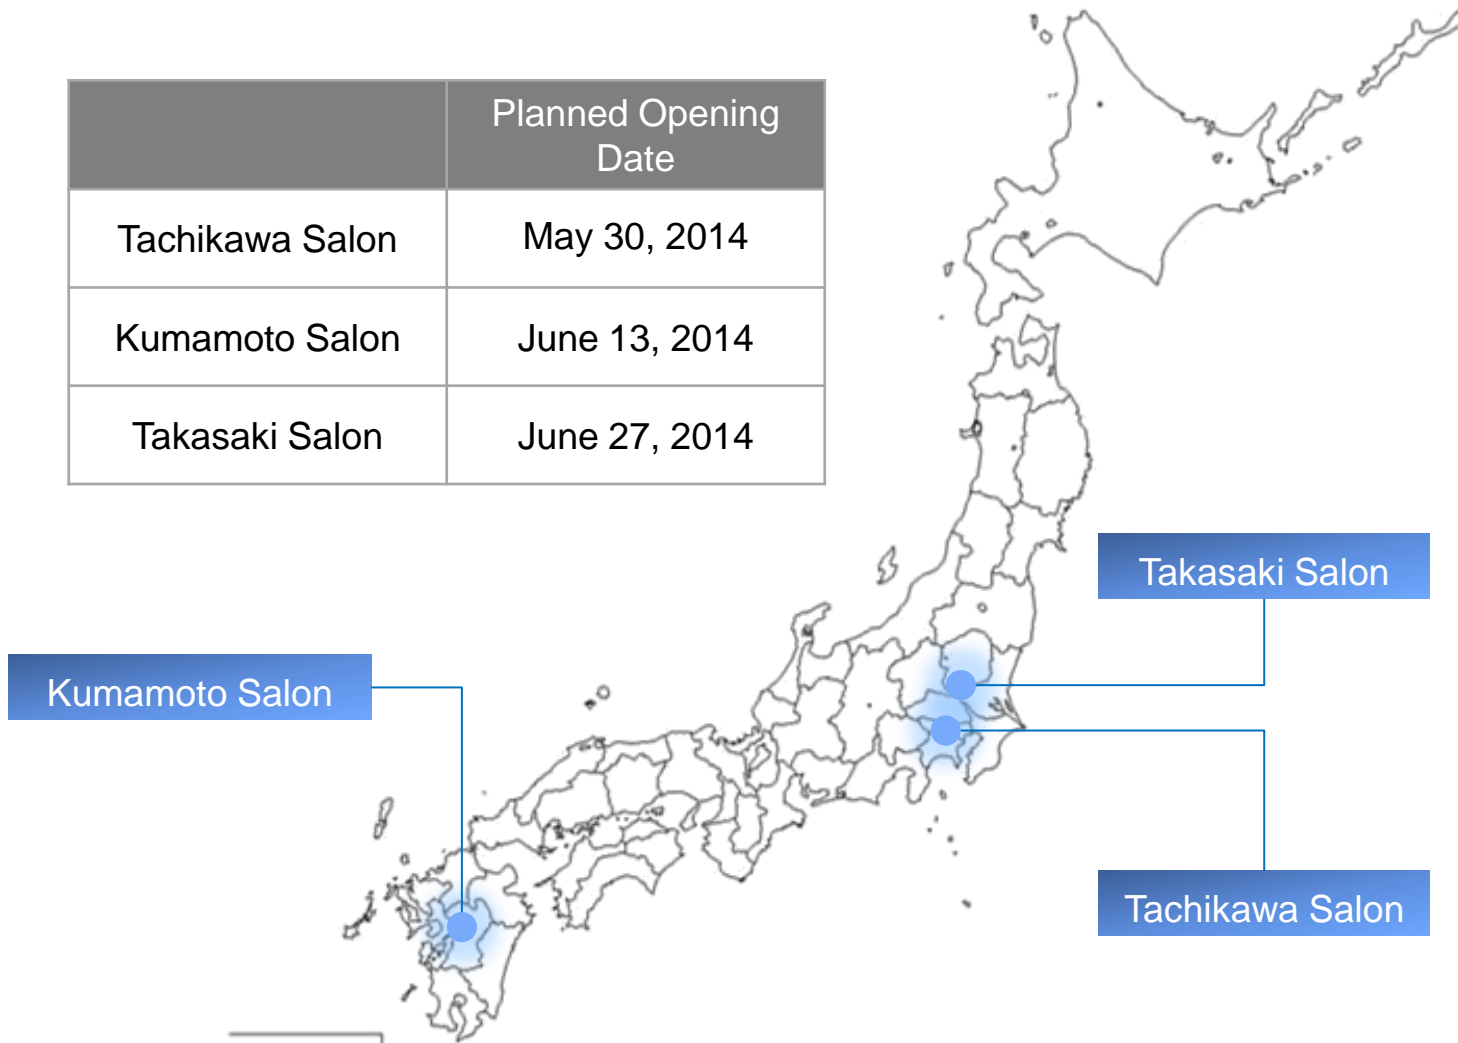 Planned Opening
Date
Tachikawa Salon
May 30, 2014
Kumamoto Salon
June 13, 2014
Takasaki Salon
June 27, 2014
Takasaki Salon
Kumamoto Salon
Tachikawa Salon